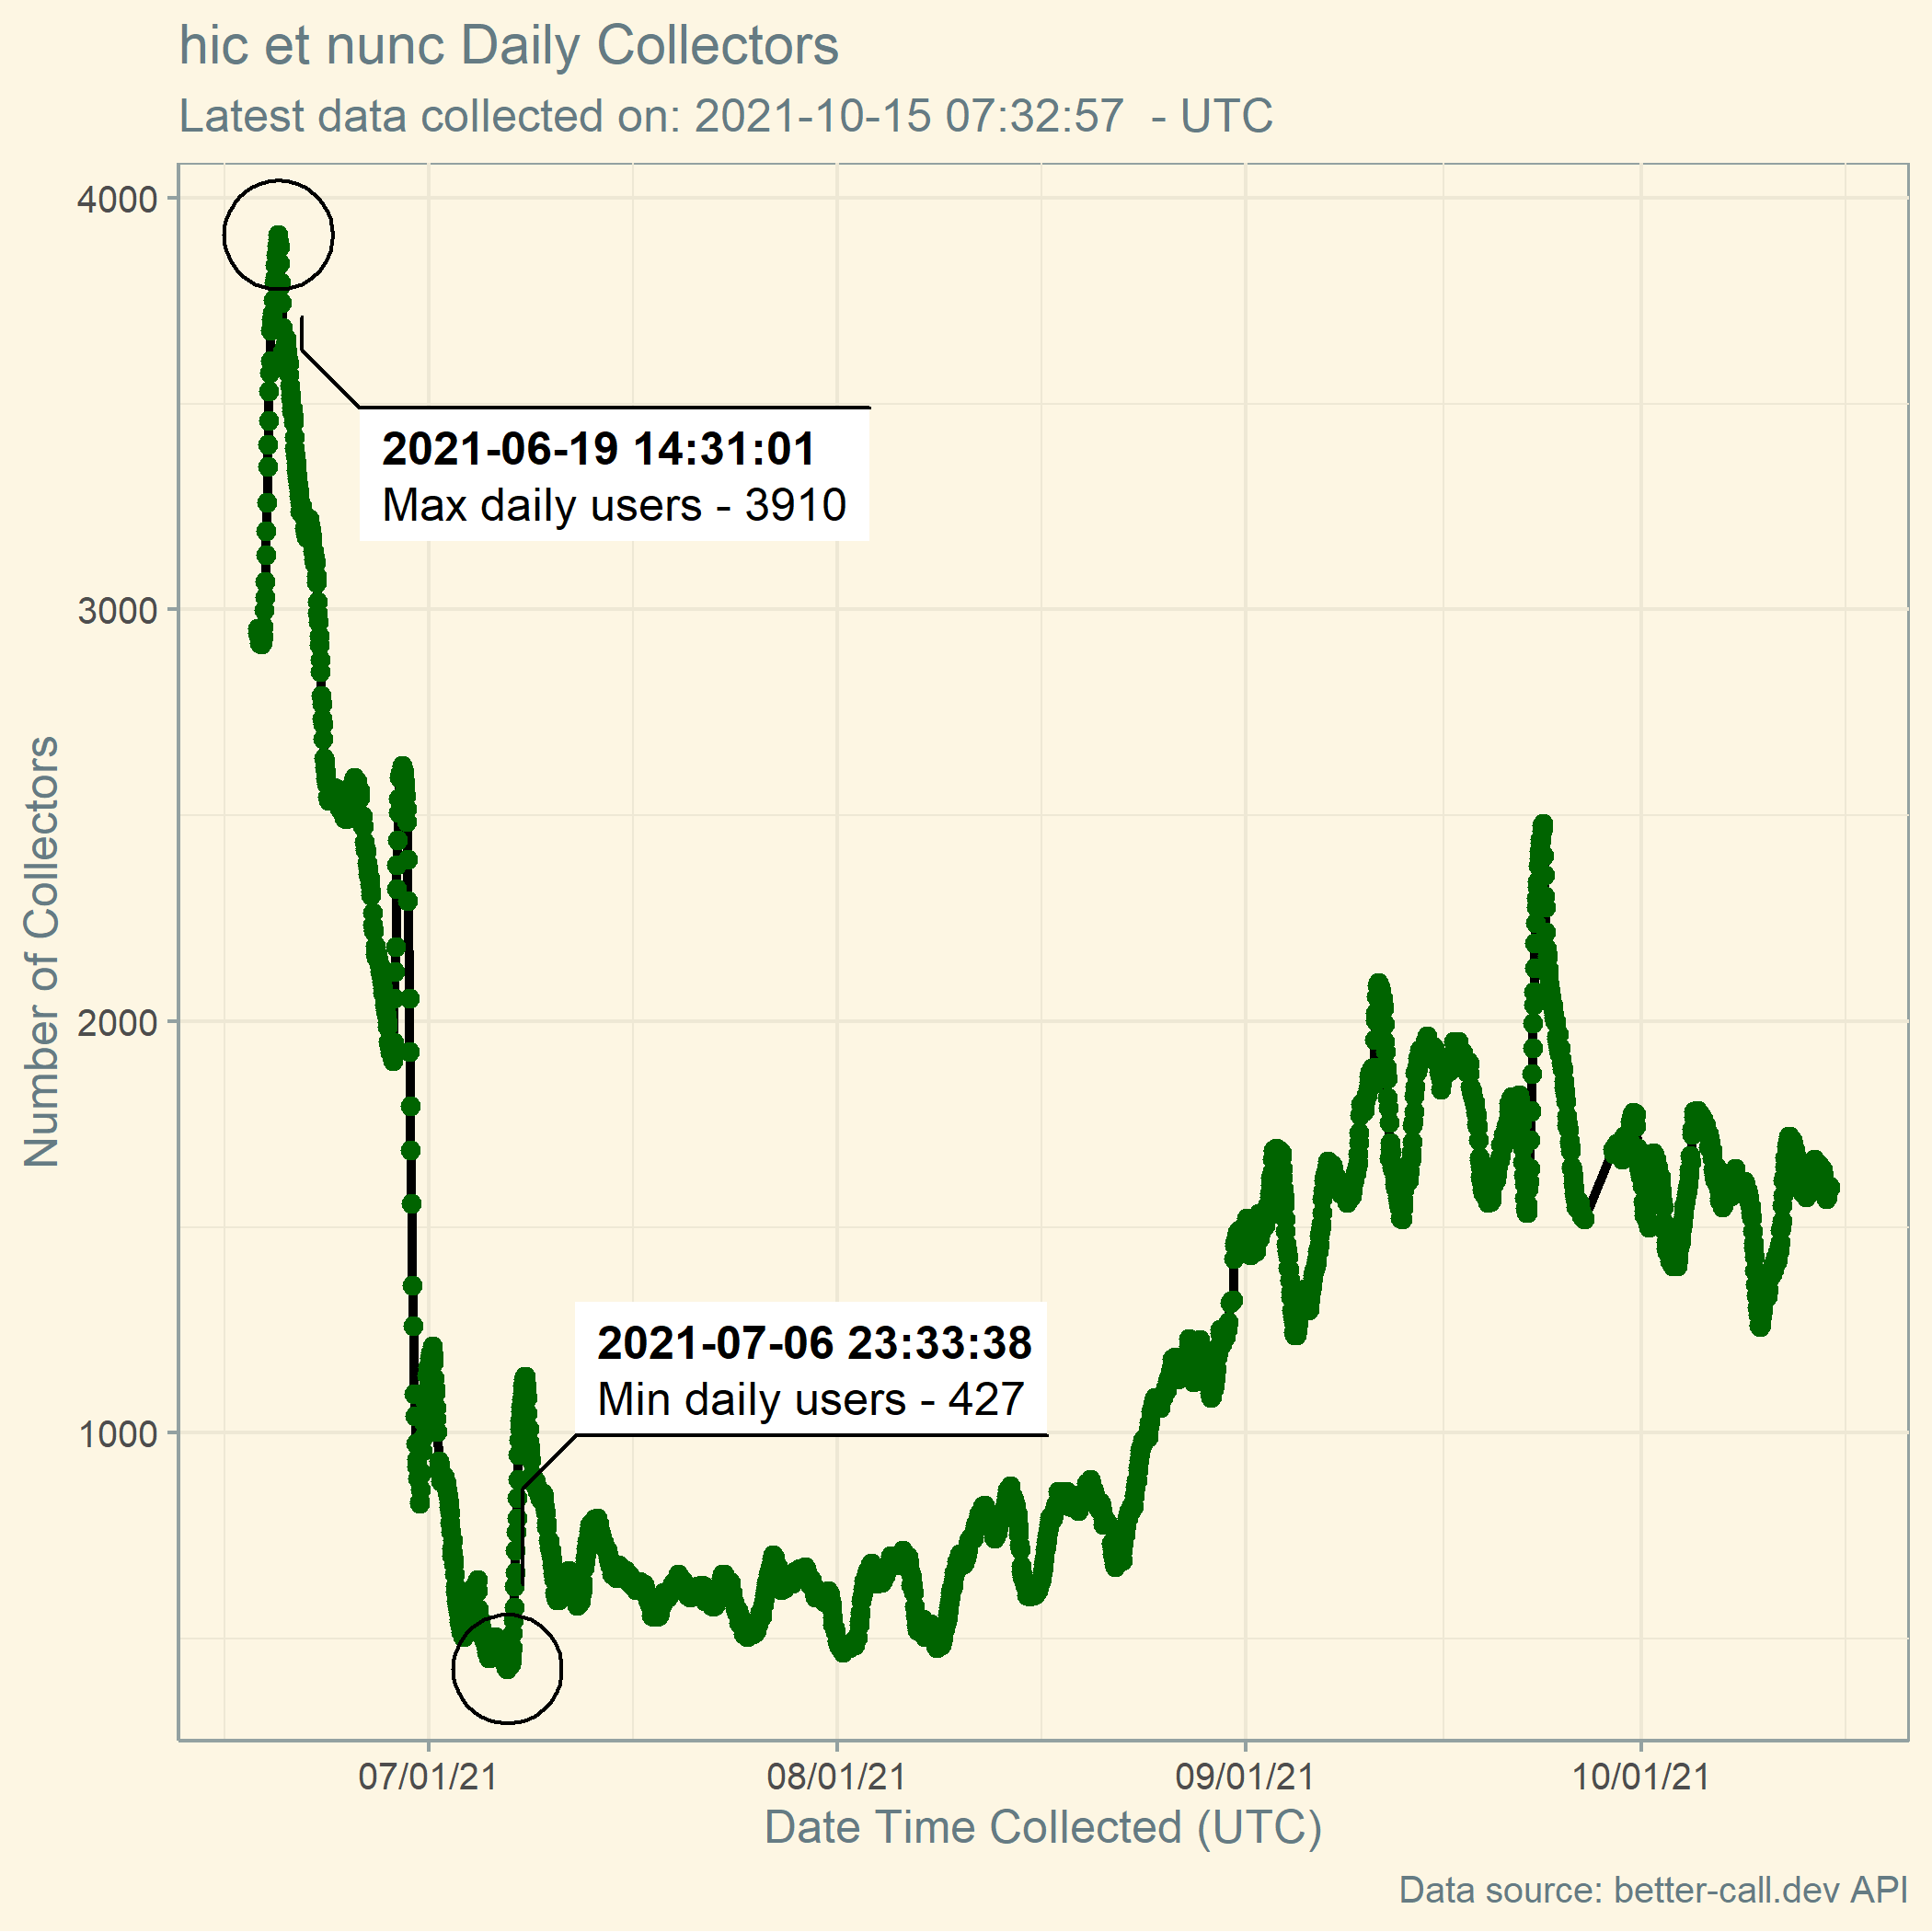 hic et nunc Daily Collectors
Latest data collected on: 2021-10-15 07:32:57  - UTC
4000
3000
2000
1000
Number of Collectors
2021-06-19 14:31:01
Max daily users - 3910
2021-07-06 23:33:38
Min daily users - 427
07/01/21
08/01/21
09/01/21
10/01/21
Date Time Collected (UTC)
Data source: better-call.dev API